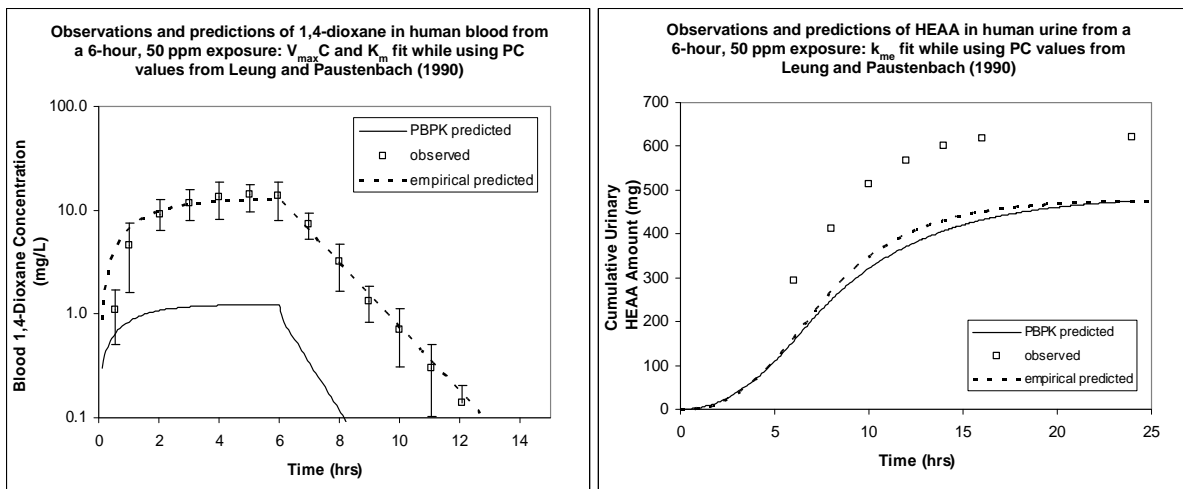 Observations and predictions of 1,4-dioxane in human blood from
a 6-hour, 50 ppm exposure: VmaxC and Km fit while using PC
values from Leung and Paustenbach (1990)
100.0
10.0
1.0
0.1
Blood 1,4-Dioxane Concentration
(mg/L)
PBPK predicted
observed
empirical predicted
0
2
4
6
8
10
12
14
Time (hrs)
Observations and predictions of HEAA in human urine from a
6-hour, 50 ppm exposure: kme fit while using PC values from
Leung and Paustenbach (1990)
700
600
500
400
300
200
100
0
Cumulative Urinary
HEAA Amount (mg)
PBPK predicted
observed
empirical predicted
0
5
10
15
20
25
Time (hrs)